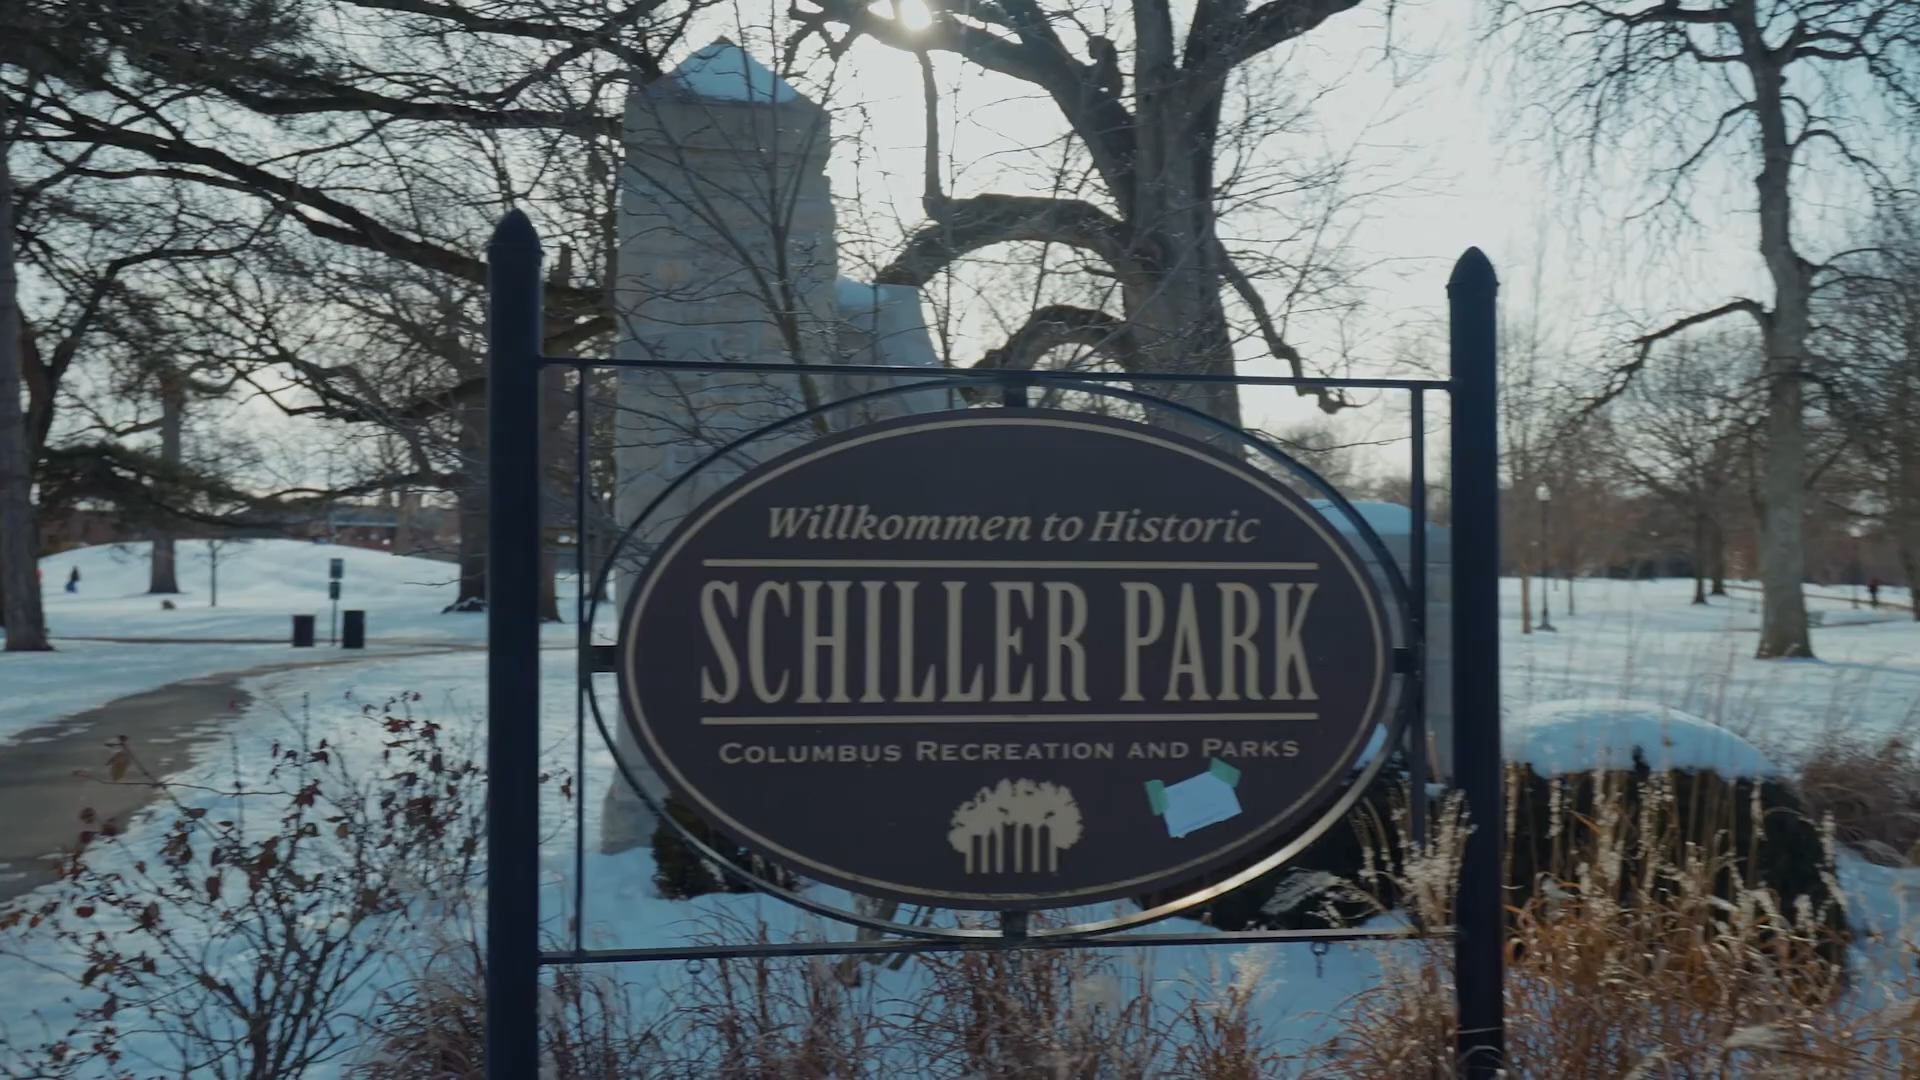 Willkommen to Historic
SCHILLER PARK
COLUMBUS RECREATION AND PARKS